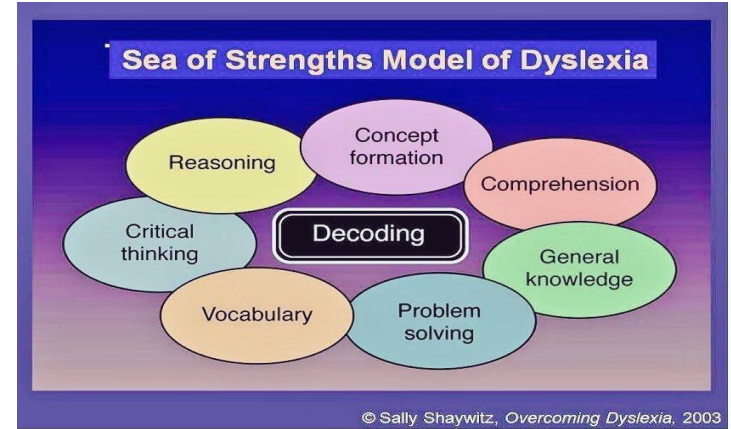 Sea of Strengths Model of Dyslexia
Concept
formation
Reasoning
Comprehension
Critical
thinking
Decoding
General
knowledge
Vocabulary
Problem
solving
© Sally Shaywitz, Overcoming Dyslexia, 2003